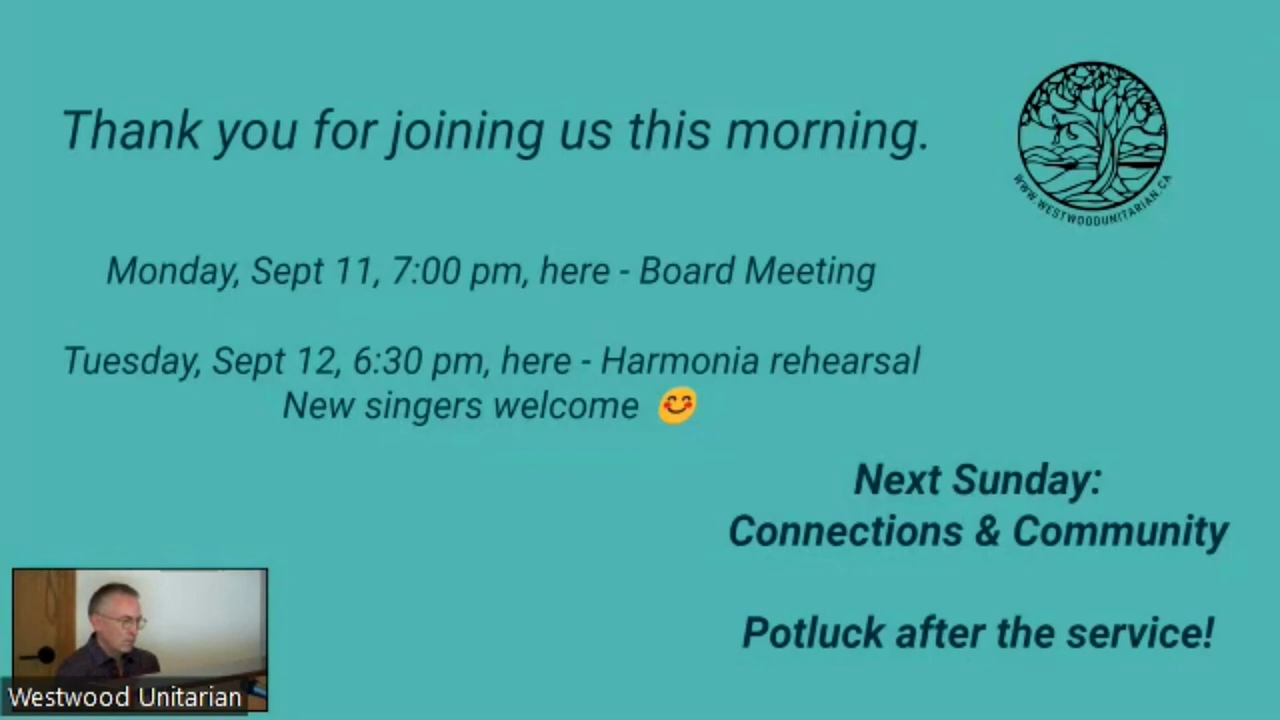 Thank you for joining us this morning.
WWW.WESTWOODUNITARIAN.CA
Monday, Sept 11, 7:00 pm, here - Board Meeting
Tuesday, Sept 12, 6:30 pm, here - Harmonia rehearsal
New singers welcome 😊
Next Sunday:
Connections & Community
Potluck after the service!
Westwood Unitarian